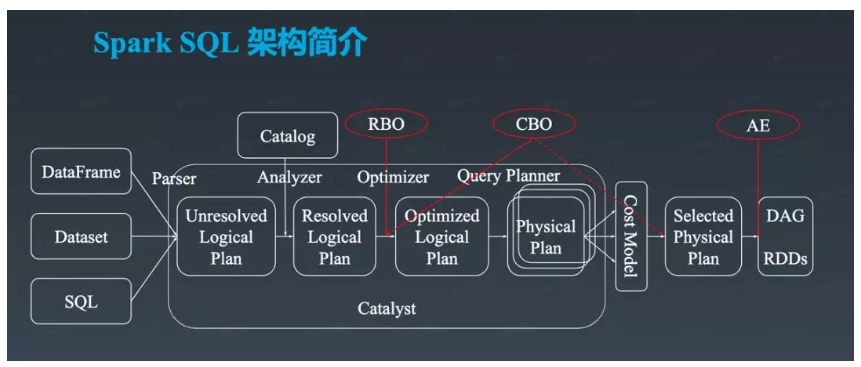 Spark SQL 架构简介
RBO
CBO
AE
Catalog
DataFrame
Parser
Analyzer
Optimizer
Query Planner
Dataset
Unresolved
Logical
Plan
Resolved
Logical
Plan
Optimized
Logical
Plan
Physical
Plan
Cost Model
Selected
Physical
Plan
DAG
RDDs
SQL
Catalyst